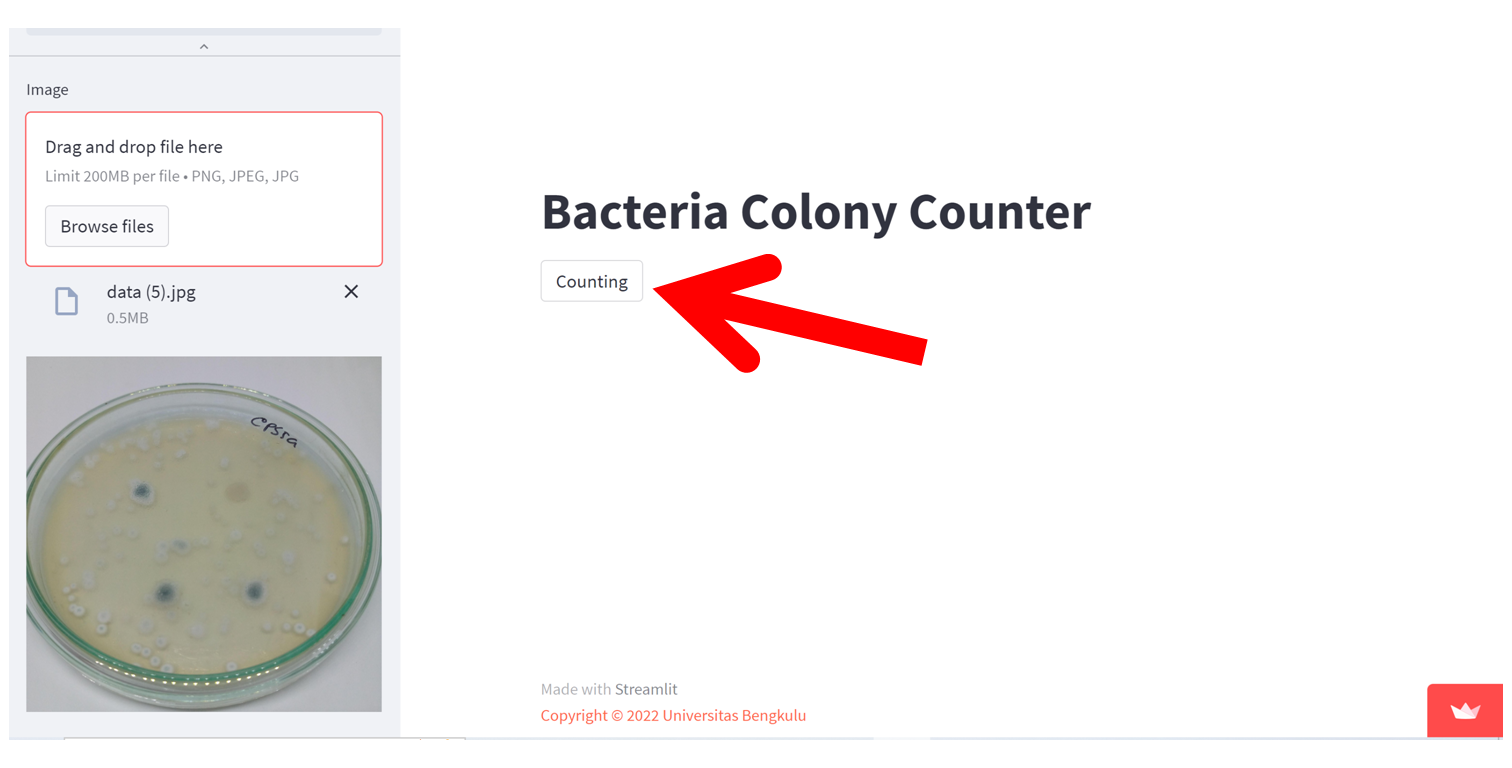 Image
Drag and drop file here
Limit 200MB per file • PNG, JPEG, JPG
Browse files
data (5).jpg
0.5MB
Bacteria Colony Counter
Counting
Made with Streamlit
Copyright © 2022 Universitas Bengkulu